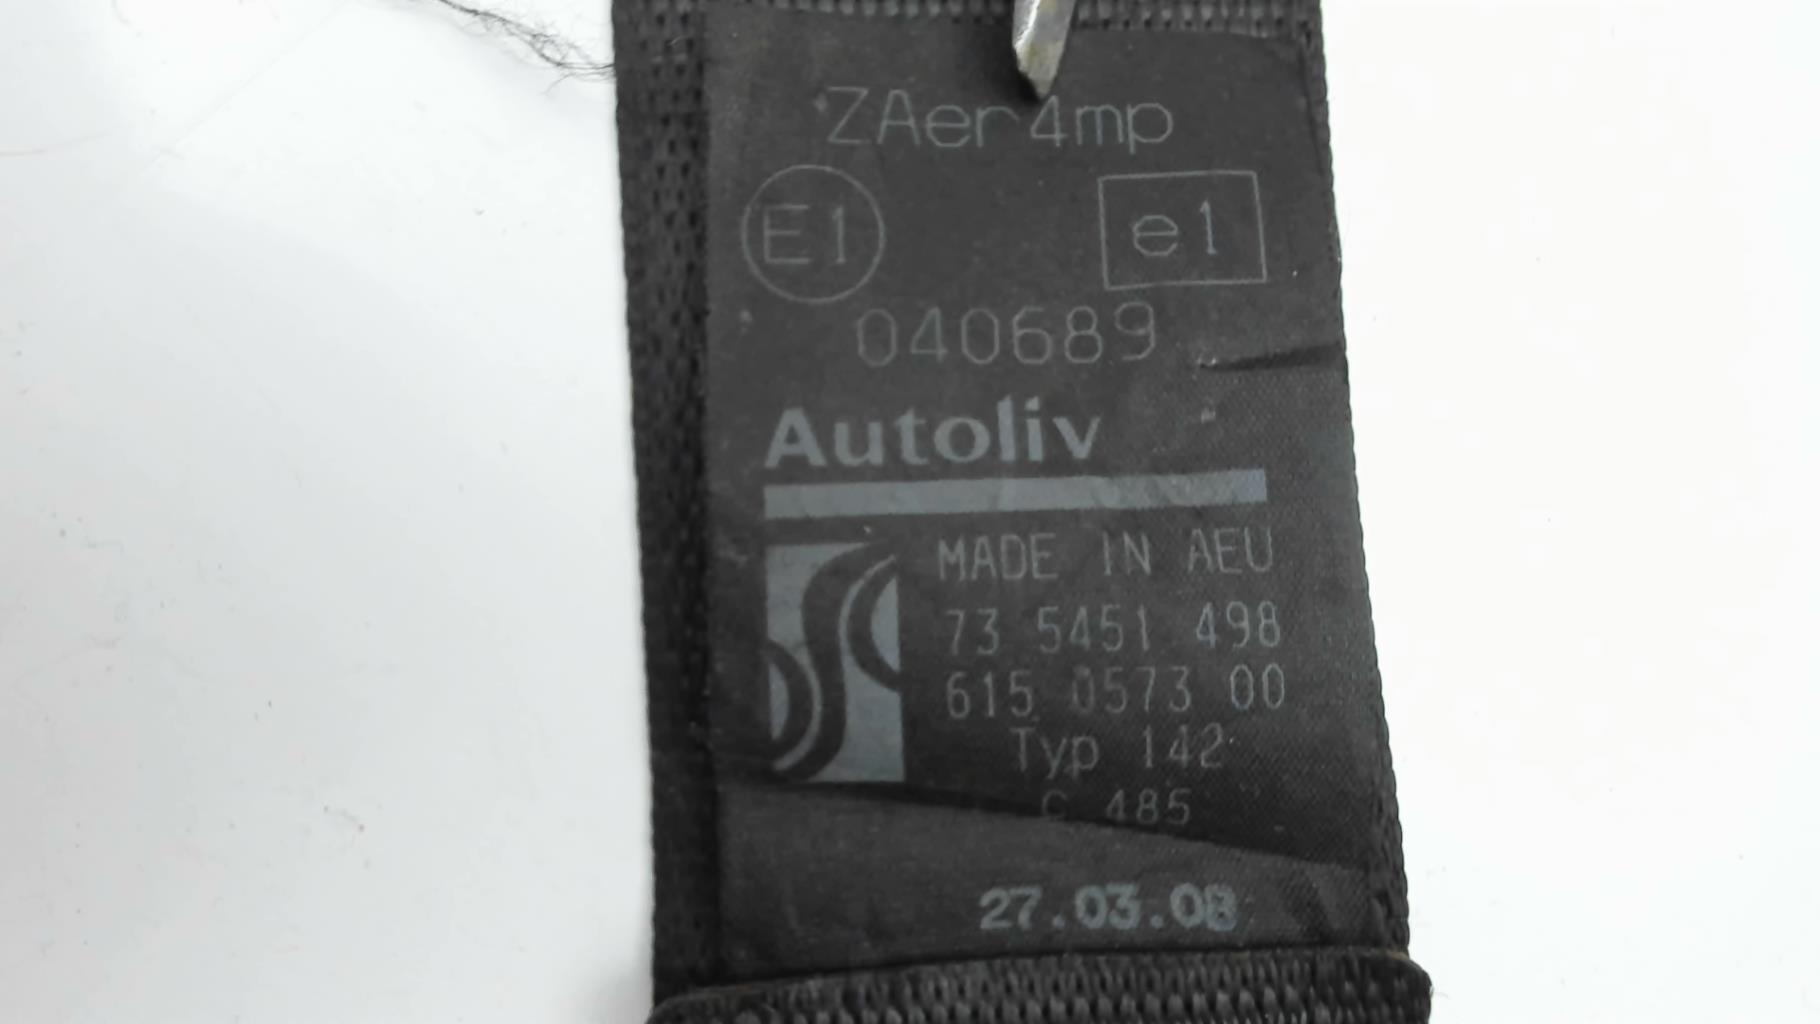 ZAer4mp
E1 e1
040689
Autoliv
MADE IN AEU
73 5451 498
615 0573 00
Typ 142
C 485
27.03.08